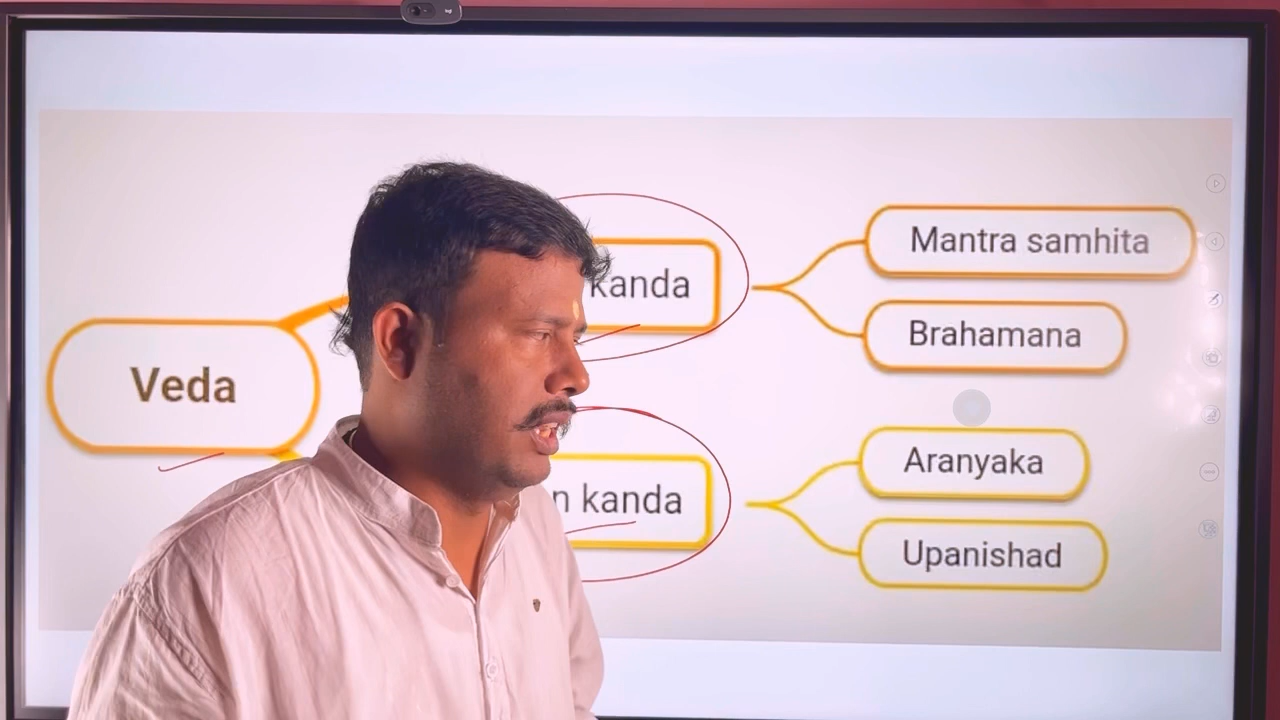 Veda
kanda
Mantra samhita
Brahamana
n kanda
Aranyaka
Upanishad